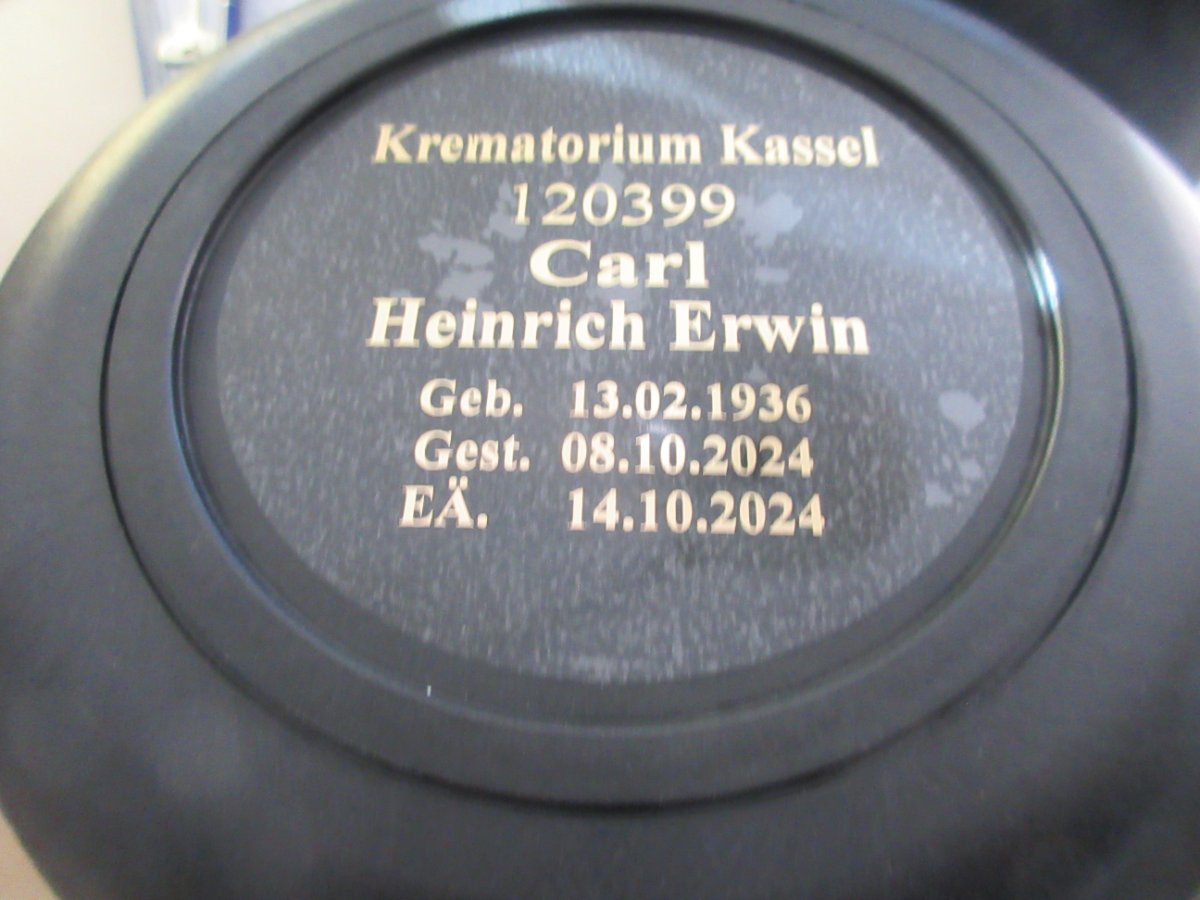 Krematorium Kassel
120399
Carl
Heinrich Erwin
Geb. 13.02.1936
Gest. 08.10.2024
EÄ. 14.10.2024